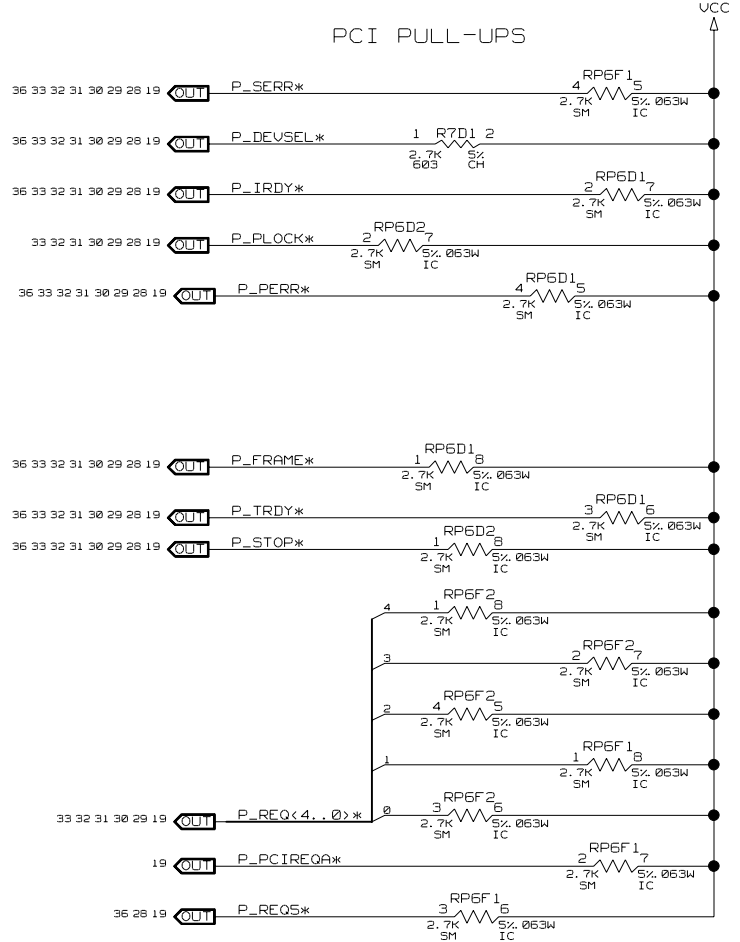 VCC
PCI PULL-UPS
36 33 32 31 30 29 28 19 OUT P_SERR* 4 RP6F1 5
2.7K 5% .063W
SM IC
36 33 32 31 30 29 28 19 OUT P_DEVSEL* 1 R7D1 2
2.7K 5%
603 CH
36 33 32 31 30 29 28 19 OUT P_IRDY* 2 RP6D1 7
2.7K 5% .063W
SM IC
33 32 31 30 29 28 19 OUT P_PLOCK* 2 RP6D2 7
2.7K 5% .063W
SM IC
36 33 32 31 30 29 28 19 OUT P_PERR* 4 RP6D1 5
2.7K 5% .063W
SM IC
36 33 32 31 30 29 28 19 OUT P_FRAME* 1 RP6D1 8
2.7K 5% .063W
SM IC
36 33 32 31 30 29 28 19 OUT P_TRDY* 3 RP6D1 6
2.7K 5% .063W
SM IC
36 33 32 31 30 29 28 19 OUT P_STOP* 1 RP6D2 8
2.7K 5% .063W
SM IC
4 1 RP6F2 8
2.7K 5% .063W
SM IC
3 2 RP6F2 7
2.7K 5% .063W
SM IC
2 4 RP6F2 5
2.7K 5% .063W
SM IC
1 1 RP6F1 8
2.7K 5% .063W
SM IC
33 32 31 30 29 19 OUT P_REQ<4..0>* 0 3 RP6F2 6
2.7K 5% .063W
SM IC
19 OUT P_PCIREQA* 2 RP6F1 7
2.7K 5% .063W
SM IC
36 28 19 OUT P_REQ5* 3 RP6F1 6
2.7K 5% .063W
SM IC